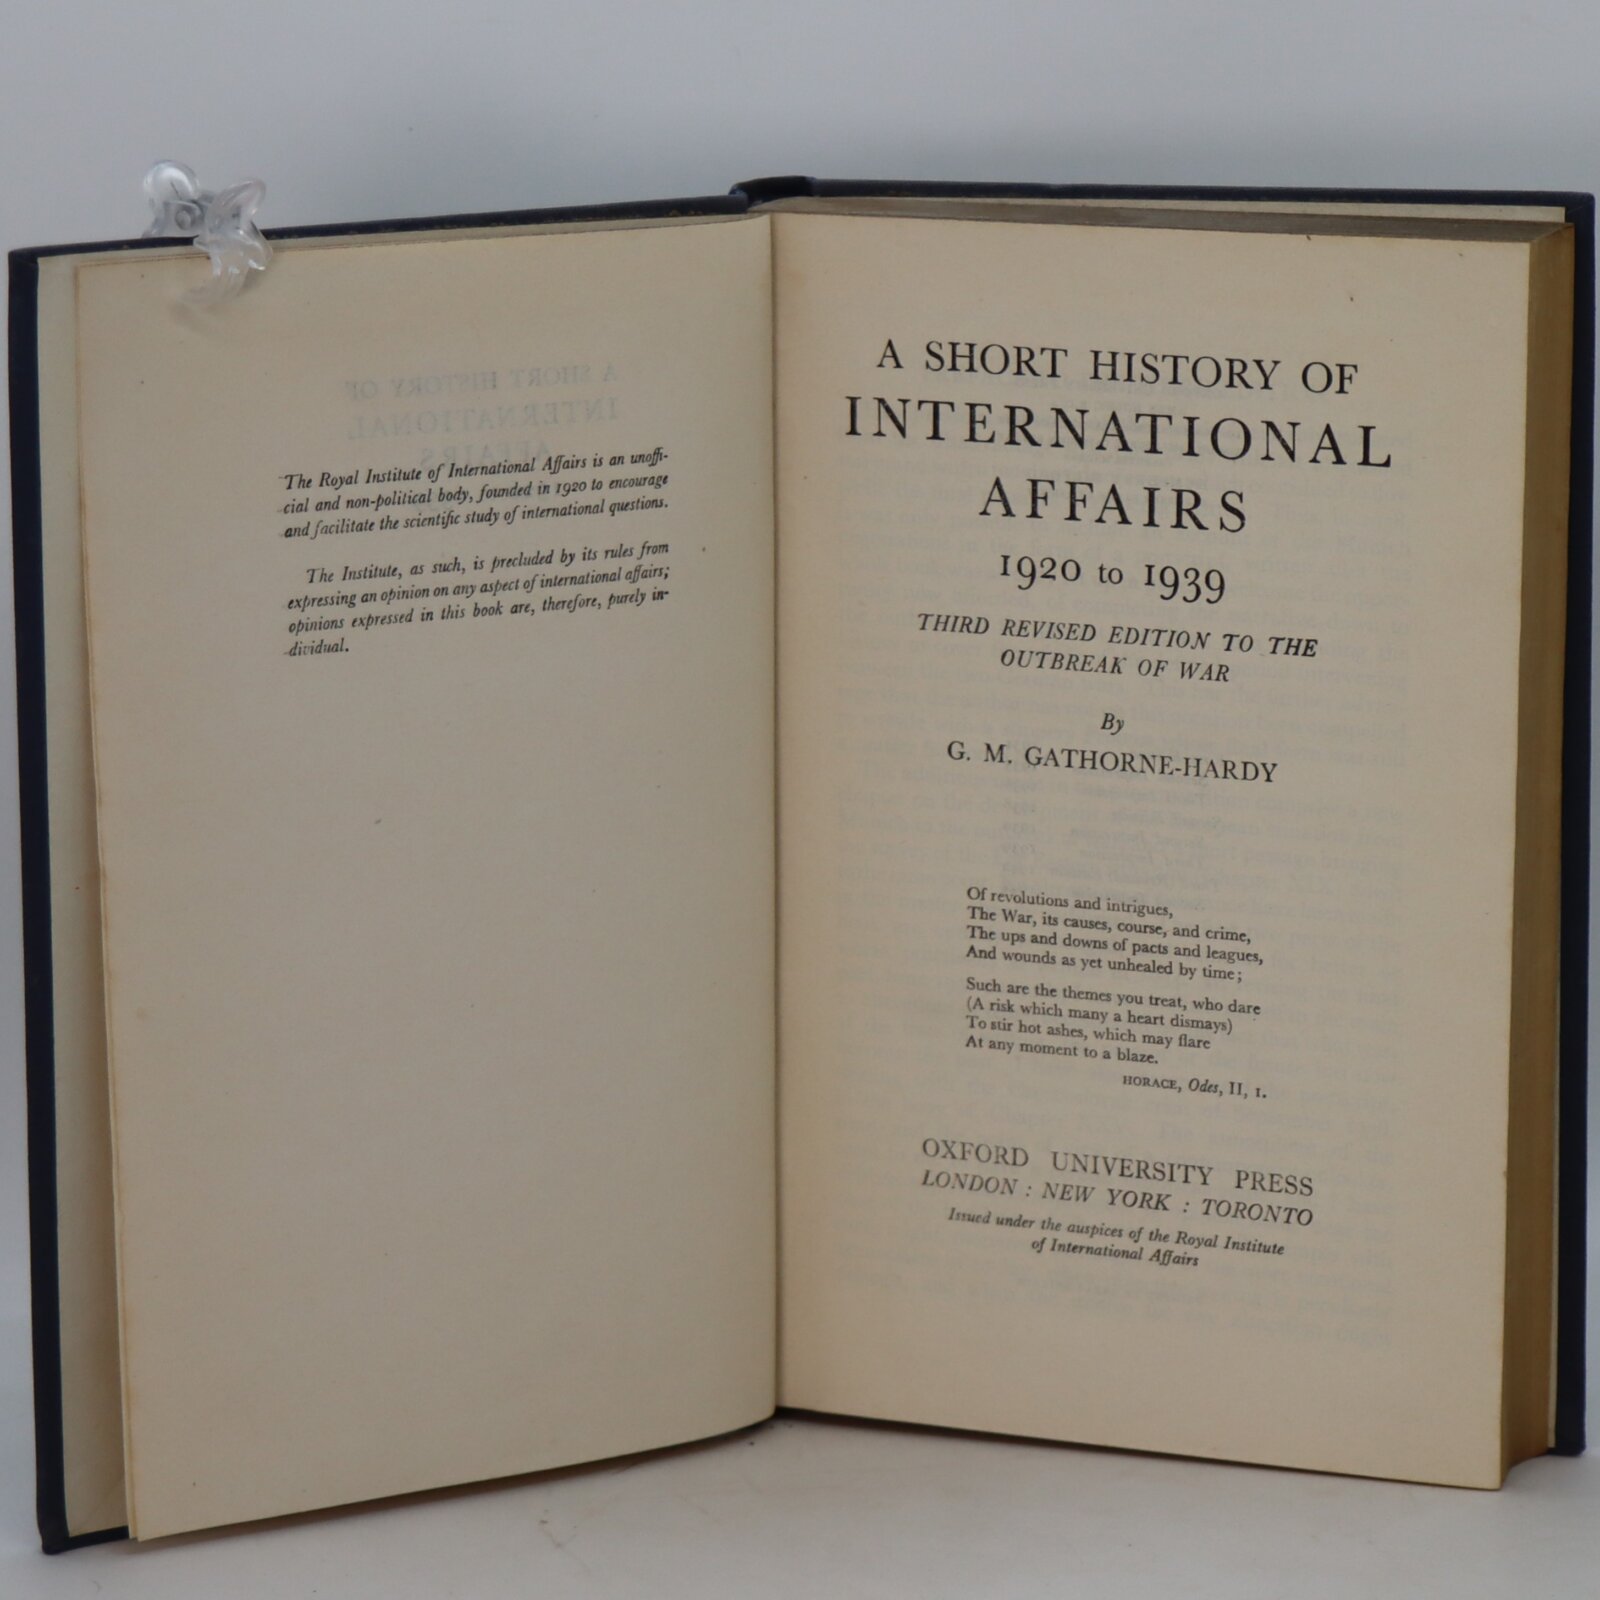 The Royal Institute of International Affairs is an unoffi-
cial and non-political body, founded in 1920 to encourage
and facilitate the scientific study of international questions.
The Institute, as such, is precluded by its rules from
expressing an opinion on any aspect of international affairs;
opinions expressed in this book are, therefore, purely in-
dividual.
A SHORT HISTORY OF
INTERNATIONAL
AFFAIRS
1920 to 1939
THIRD REVISED EDITION TO THE
OUTBREAK OF WAR
By
G. M. GATHORNE-HARDY
Of revolutions and intrigues,
The War, its causes, course, and crime,
The ups and downs of pacts and leagues,
And wounds as yet unhealed by time;
Such are the themes you treat, who dare
(A risk which many a heart dismays)
To stir hot ashes, which may flare
At any moment to a blaze.
HORACE, Odes, II, 1.
OXFORD UNIVERSITY PRESS
LONDON : NEW YORK : TORONTO
Issued under the auspices of the Royal Institute
of International Affairs